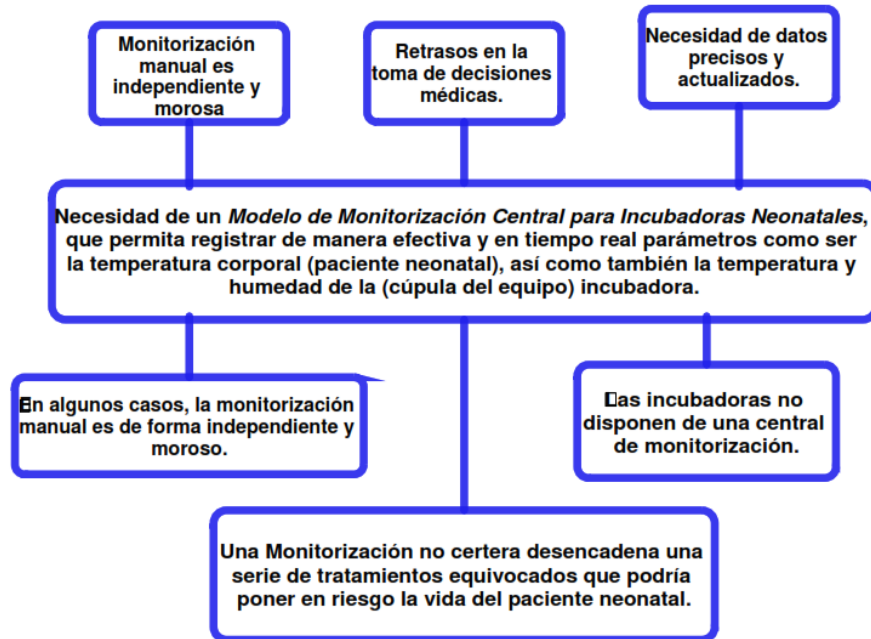 Monitorización
manual es
independiente y
morosa
Retrasos en la
toma de decisiones
médicas.
Necesidad de datos
precisos y
actualizados.
Necesidad de un Modelo de Monitorización Central para Incubadoras Neonatales,
que permita registrar de manera efectiva y en tiempo real parámetros como ser
la temperatura corporal (paciente neonatal), así como también la temperatura y
humedad de la (cúpula del equipo) incubadora.
En algunos casos, la monitorización
manual es de forma independiente y
moroso.
Las incubadoras no
disponen de una central
de monitorización.
Una Monitorización no certera desencadena una
serie de tratamientos equivocados que podría
poner en riesgo la vida del paciente neonatal.